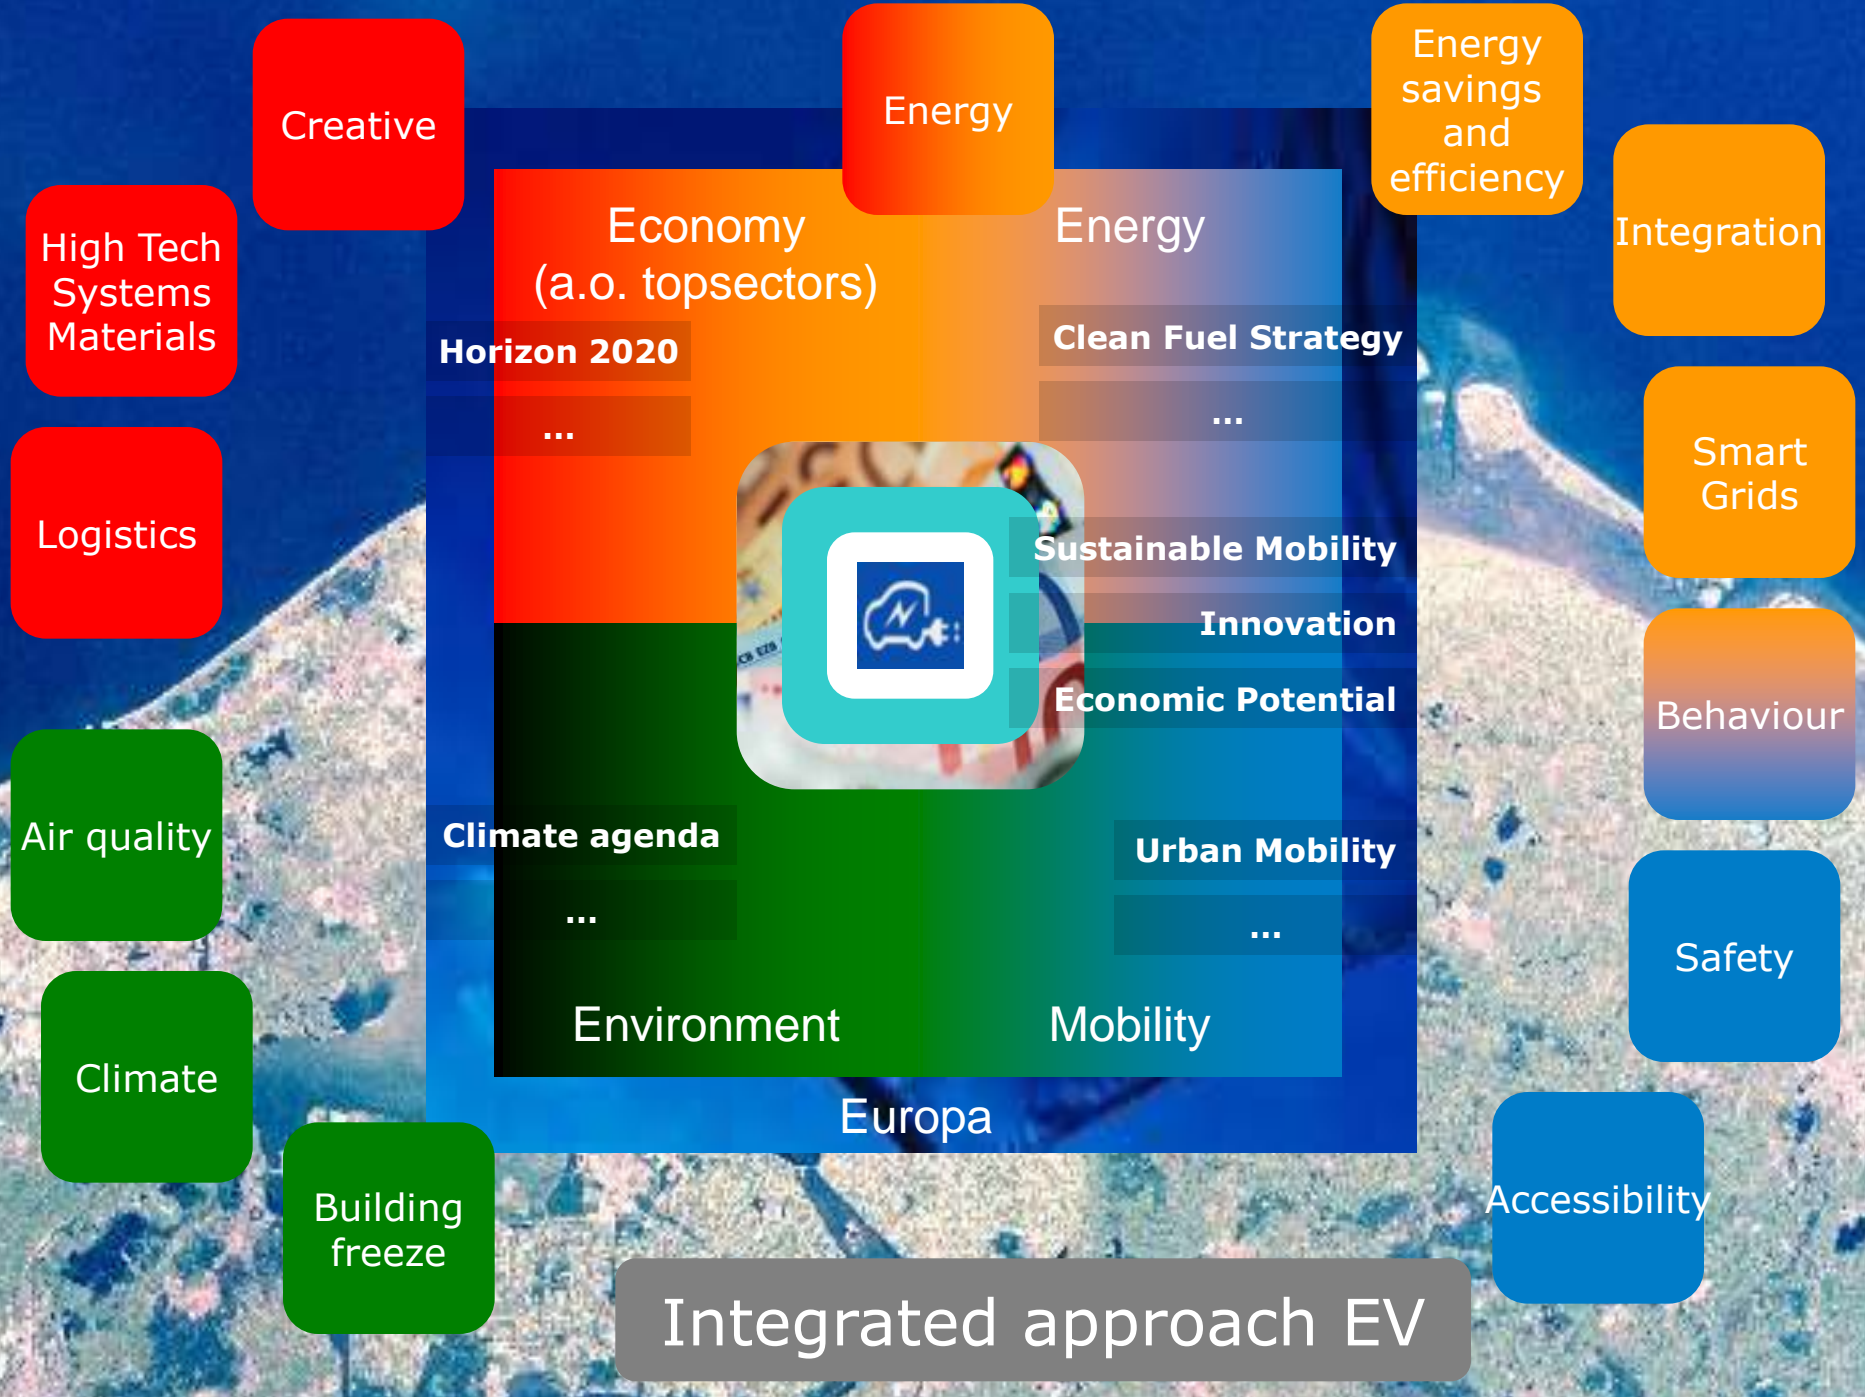 Creative
Energy
Energy
savings
and
efficiency
High Tech
Systems
Materials
Integration
Economy
(a.o. topsectors)
Energy
Horizon 2020
...
Clean Fuel Strategy
...
Logistics
Smart
Grids
Sustainable Mobility
Innovation
Economic Potential
Behaviour
Air quality
Climate agenda
...
Urban Mobility
...
Safety
Environment
Mobility
Climate
Europa
Building
freeze
Accessibility
Integrated approach EV